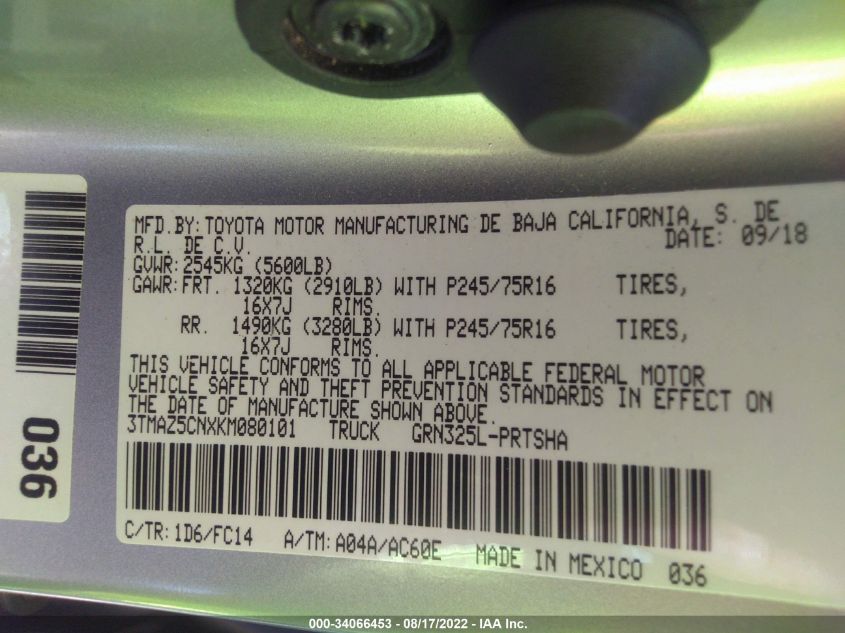 MFD.BY: TOYOTA MOTOR MANUFACTURING DE BAJA CALIFORNIA, S. DE
R.L. DE C.V. DATE: 09/18
GVWR: 2545KG (5600LB)
GAWR: FRT. 1320KG (2910LB) WITH P245/75R16 TIRES,
16X7J RIMS.
RR. 1490KG (3280LB) WITH P245/75R16 TIRES,
16X7J RIMS.
THIS VEHICLE CONFORMS TO ALL APPLICABLE FEDERAL MOTOR
VEHICLE SAFETY AND THEFT PREVENTION STANDARDS IN EFFECT ON
THE DATE OF MANUFACTURE SHOWN ABOVE.
3TMAZ5CNXKM080101 TRUCK GRN325L-PRTSHA
C/TR: 1D6/FC14 A/TM: A04A/AC60E MADE IN MEXICO 036
036
000-34066453 - 08/17/2022 - IAA Inc.